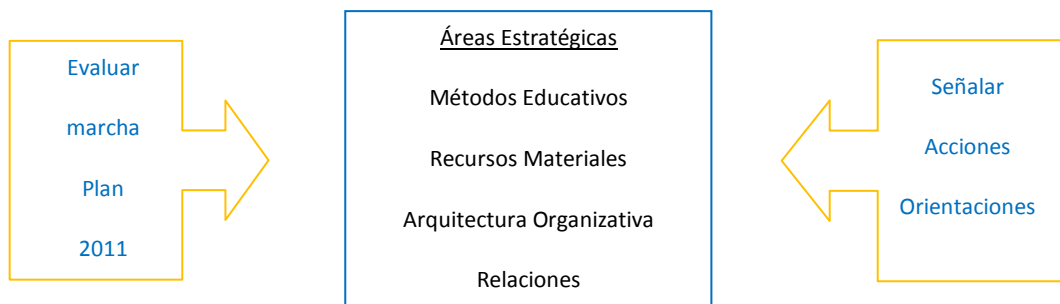 Evaluar
marcha
Plan
2011
Áreas Estratégicas
Métodos Educativos
Recursos Materiales
Arquitectura Organizativa
Relaciones
Señalar
Acciones
Orientaciones